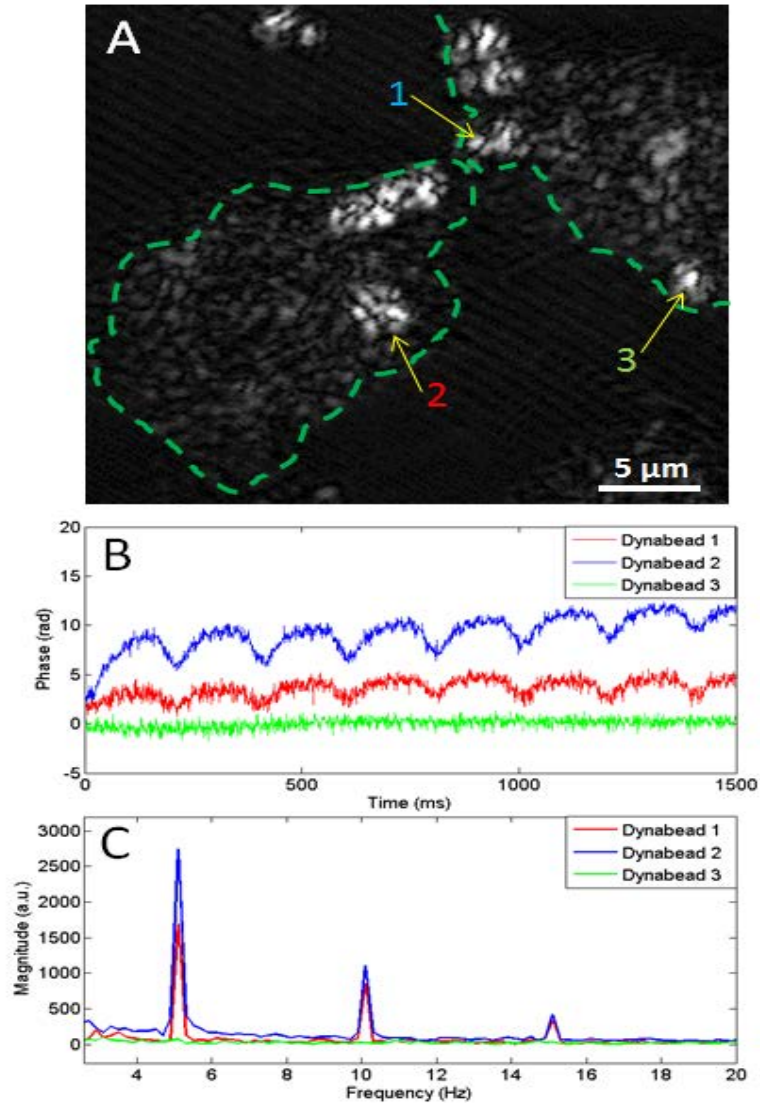 A
1
2
3
5 µm
B
20
15
10
5
0
-5
Phase (rad)
Dynabead 1
Dynabead 2
Dynabead 3
0
500
1000
1500
Time (ms)
C
3000
2500
2000
1500
1000
500
0
Magnitude (a.u.)
Dynabead 1
Dynabead 2
Dynabead 3
4
6
8
10
12
14
16
18
20
Frequency (Hz)